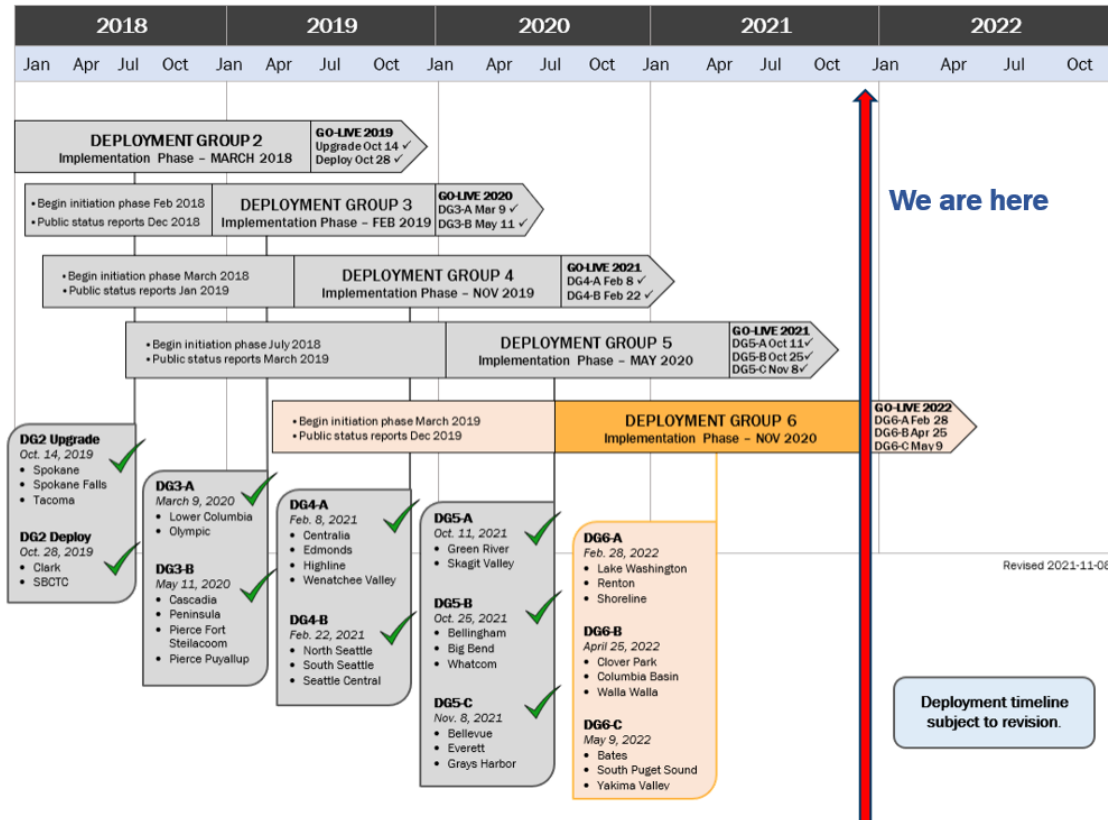 2018 2019 2020 2021 2022
Jan Apr Jul Oct Jan Apr Jul Oct Jan Apr Jul Oct Jan Apr Jul Oct Jan Apr Jul Oct
DEPLOYMENT GROUP 2
Implementation Phase – MARCH 2018
GO-LIVE 2019
Upgrade Oct 14 ✓
Deploy Oct 28 ✓
• Begin initiation phase Feb 2018
• Public status reports Dec 2018
DEPLOYMENT GROUP 3
Implementation Phase – FEB 2019
GO-LIVE 2020
DG3-A Mar 9 ✓
DG3-B May 11 ✓
We are here
• Begin initiation phase March 2018
• Public status reports Jan 2019
DEPLOYMENT GROUP 4
Implementation Phase – NOV 2019
GO-LIVE 2021
DG4-A Feb 8 ✓
DG4-B Feb 22 ✓
• Begin initiation phase July 2018
• Public status reports March 2019
DEPLOYMENT GROUP 5
Implementation Phase – MAY 2020
GO-LIVE 2021
DG5-A Oct 11✓
DG5-B Oct 25✓
DG5-C Nov 8✓
• Begin initiation phase March 2019
• Public status reports Dec 2019
DEPLOYMENT GROUP 6
Implementation Phase – NOV 2020
GO-LIVE 2022
DG6-A Feb 28
DG6-B Apr 25
DG6-C May 9
DG2 Upgrade
Oct. 14, 2019
• Spokane
• Spokane Falls
• Tacoma
DG2 Deploy
Oct. 28, 2019
• Clark
• SBCTC
DG3-A
March 9, 2020
• Lower Columbia
• Olympic
DG3-B
May 11, 2020
• Cascadia
• Peninsula
• Pierce Fort
Steilacoom
• Pierce Puyallup
DG4-A
Feb. 8, 2021
• Centralia
• Edmonds
• Highline
• Wenatchee Valley
DG4-B
Feb. 22, 2021
• North Seattle
• South Seattle
• Seattle Central
DG5-A
Oct. 11, 2021
• Green River
• Skagit Valley
DG5-B
Oct. 25, 2021
• Bellingham
• Big Bend
• Whatcom
DG5-C
Nov. 8, 2021
• Bellevue
• Everett
• Grays Harbor
DG6-A
Feb. 28, 2022
• Lake Washington
• Renton
• Shoreline
DG6-B
April 25, 2022
• Clover Park
• Columbia Basin
• Walla Walla
DG6-C
May 9, 2022
• Bates
• South Puget Sound
• Yakima Valley
Revised 2021-11-08
Deployment timeline
subject to revision.